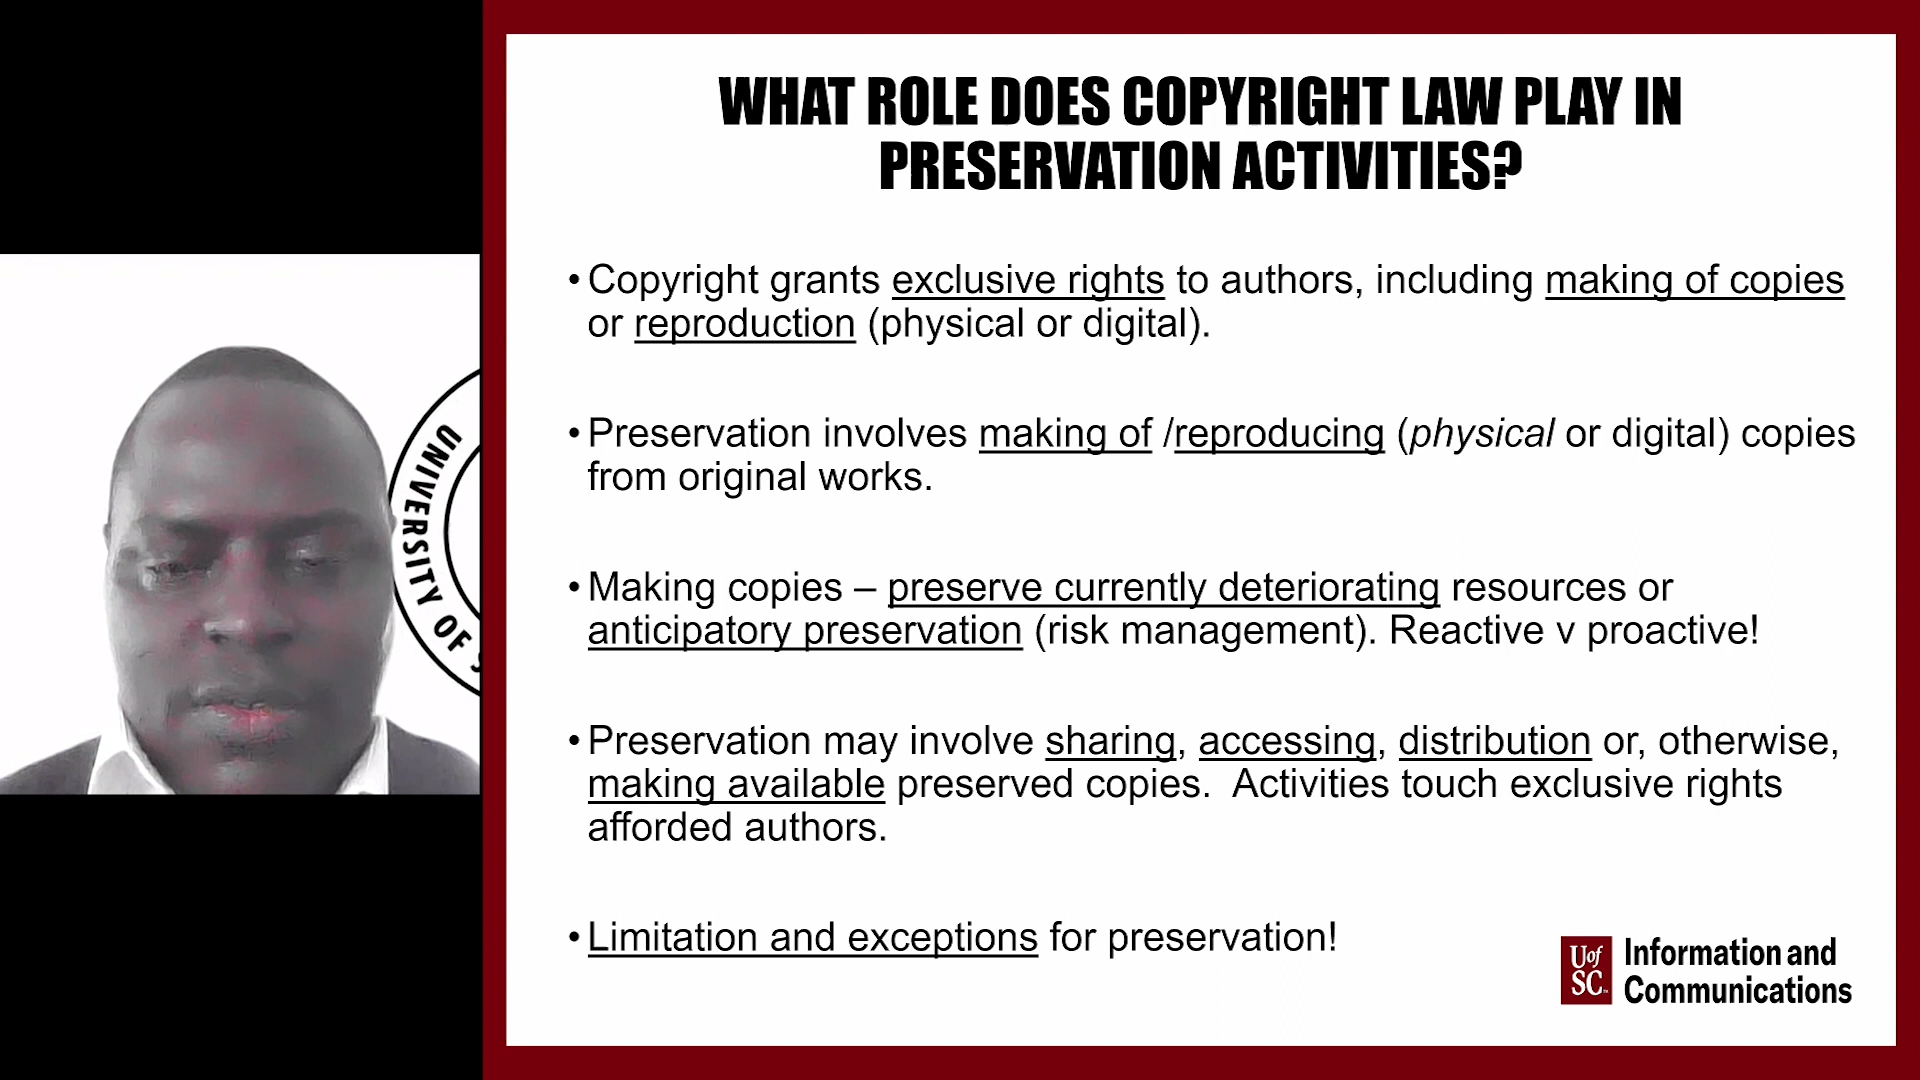 WHAT ROLE DOES COPYRIGHT LAW PLAY IN
PRESERVATION ACTIVITIES?
• Copyright grants exclusive rights to authors, including making of copies
or reproduction (physical or digital).
• Preservation involves making of /reproducing (physical or digital) copies
from original works.
• Making copies – preserve currently deteriorating resources or
anticipatory preservation (risk management). Reactive v proactive!
• Preservation may involve sharing, accessing, distribution or, otherwise,
making available preserved copies.  Activities touch exclusive rights
afforded authors.
• Limitation and exceptions for preservation!
UNIVERSITY OF
UofSC
Information and
Communications